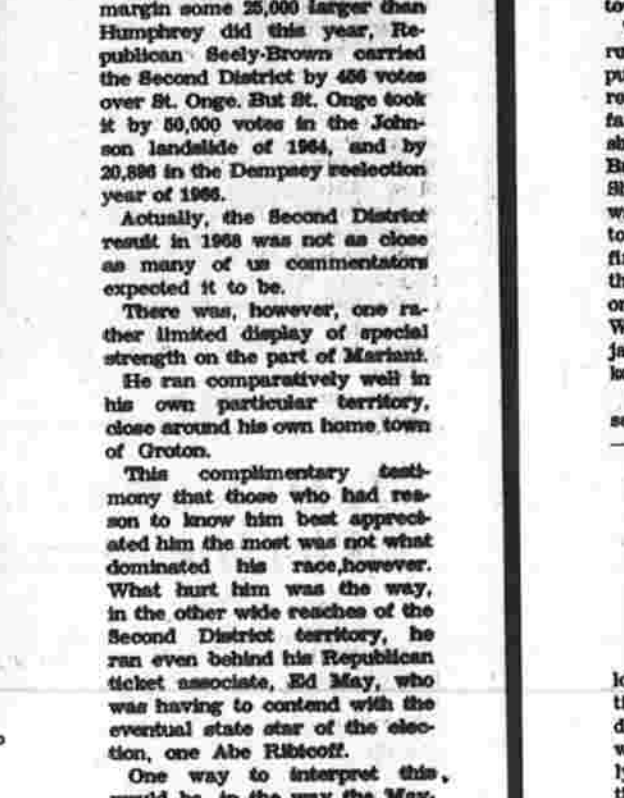 margin some 25,000 larger than
Humphrey did this year, Re-
publican Seely-Brown carried
the Second District by 456 votes
over St. Onge. But St. Onge took
it by 50,000 votes in the John-
son landslide of 1964, and by
20,896 in the Dempsey reelection
year of 1966.
Actually, the Second District
result in 1968 was not as close
as many of us commentators
expected it to be.
There was, however, one ra-
ther limited display of special
strength on the part of Mariani.
He ran comparatively well in
his own particular territory,
close around his own home town
of Groton.
This complimentary testi-
mony that those who had rea-
son to know him best appreci-
ated him the most was not what
dominated his race,however.
What hurt him was the way,
in the other wide reaches of the
Second District territory, he
ran even behind his Republican
ticket associate, Ed May, who
was having to contend with the
eventual state star of the elec-
tion, one Abe Ribicoff.
One way to interpret this,
would be, in the way the May-